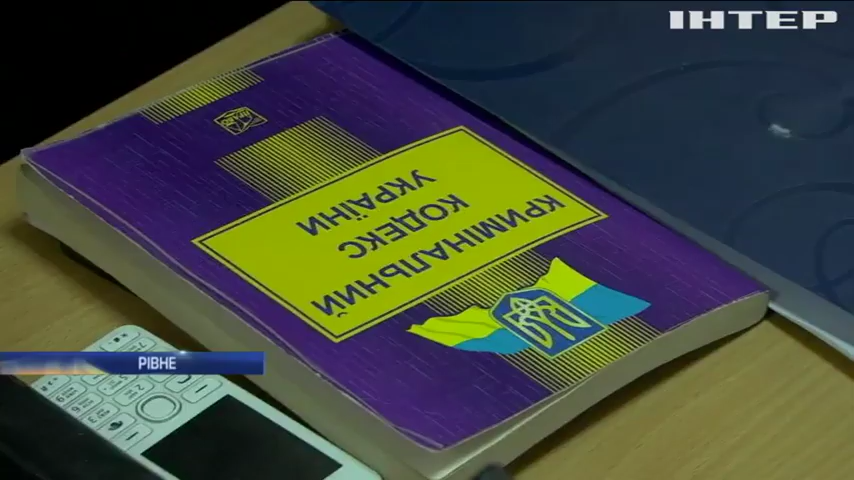 ІНТЕР
КРИМІНАЛЬНИЙ
КОДЕКС
УКРАЇНИ
РІВНЕ